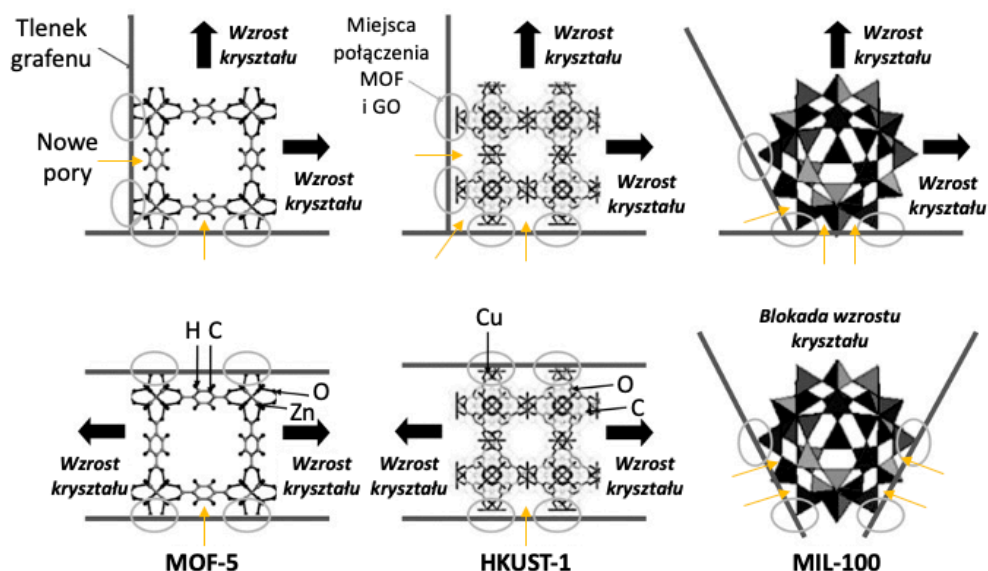 Tlenek
grafenu
Wzrost
kryształu
Nowe
pory
Wzrost
kryształu
Miejsca
połączenia
MOF
i GO
Wzrost
kryształu
Wzrost
kryształu
Wzrost
kryształu
Wzrost
kryształu
H C
O
Zn
Wzrost
kryształu
Wzrost
kryształu
MOF-5
Cu
O
C
Wzrost
kryształu
Wzrost
kryształu
HKUST-1
Blokada wzrostu
kryształu
MIL-100